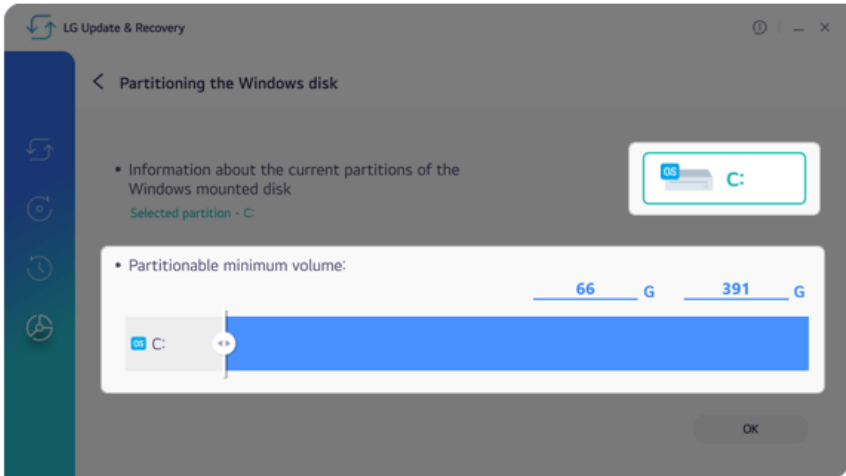 LG Update & Recovery
Partitioning the Windows disk
• Information about the current partitions of the
Windows mounted disk
Selected partition - C:
OS C:
• Partitionable minimum volume:
66 G 391 G
OS C:
OK